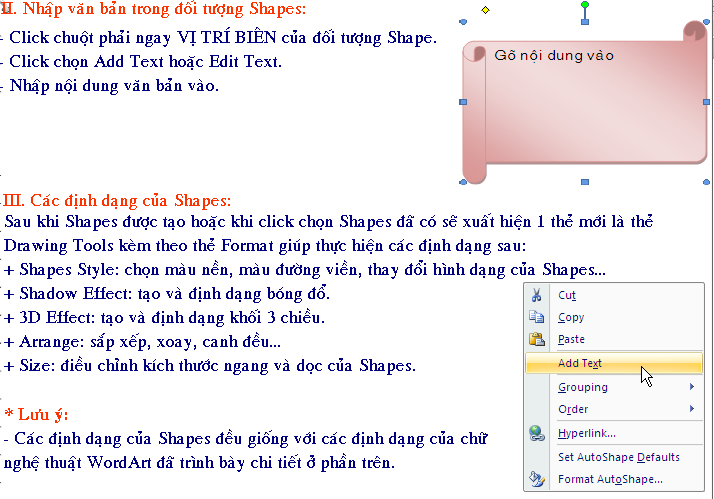 II. Nhập văn bản trong đối tượng Shapes:
- Click chuột phải ngay VỊ TRÍ BIÊN của đối tượng Shape.
- Click chọn Add Text hoặc Edit Text.
- Nhập nội dung văn bản vào.
Gõ nội dung vào
III. Các định dạng của Shapes:
Sau khi Shapes được tạo hoặc khi click chọn Shapes đã có sẽ xuất hiện 1 thẻ mới là thẻ
Drawing Tools kèm theo thẻ Format giúp thực hiện các định dạng sau:
+ Shapes Style: chọn màu nền, màu đường viền, thay đổi hình dạng của Shapes...
+ Shadow Effect: tạo và định dạng bóng đổ.
+ 3D Effect: tạo và định dạng khối 3 chiều.
+ Arrange: sắp xếp, xoay, canh đều...
+ Size: điều chỉnh kích thước ngang và dọc của Shapes.
* Lưu ý:
- Các định dạng của Shapes đều giống với các định dạng của chữ
nghệ thuật WordArt đã trình bày chi tiết ở phần trên.
Cut
Copy
Paste
Add Text
Grouping
Order
Hyperlink...
Set AutoShape Defaults
Format AutoShape...